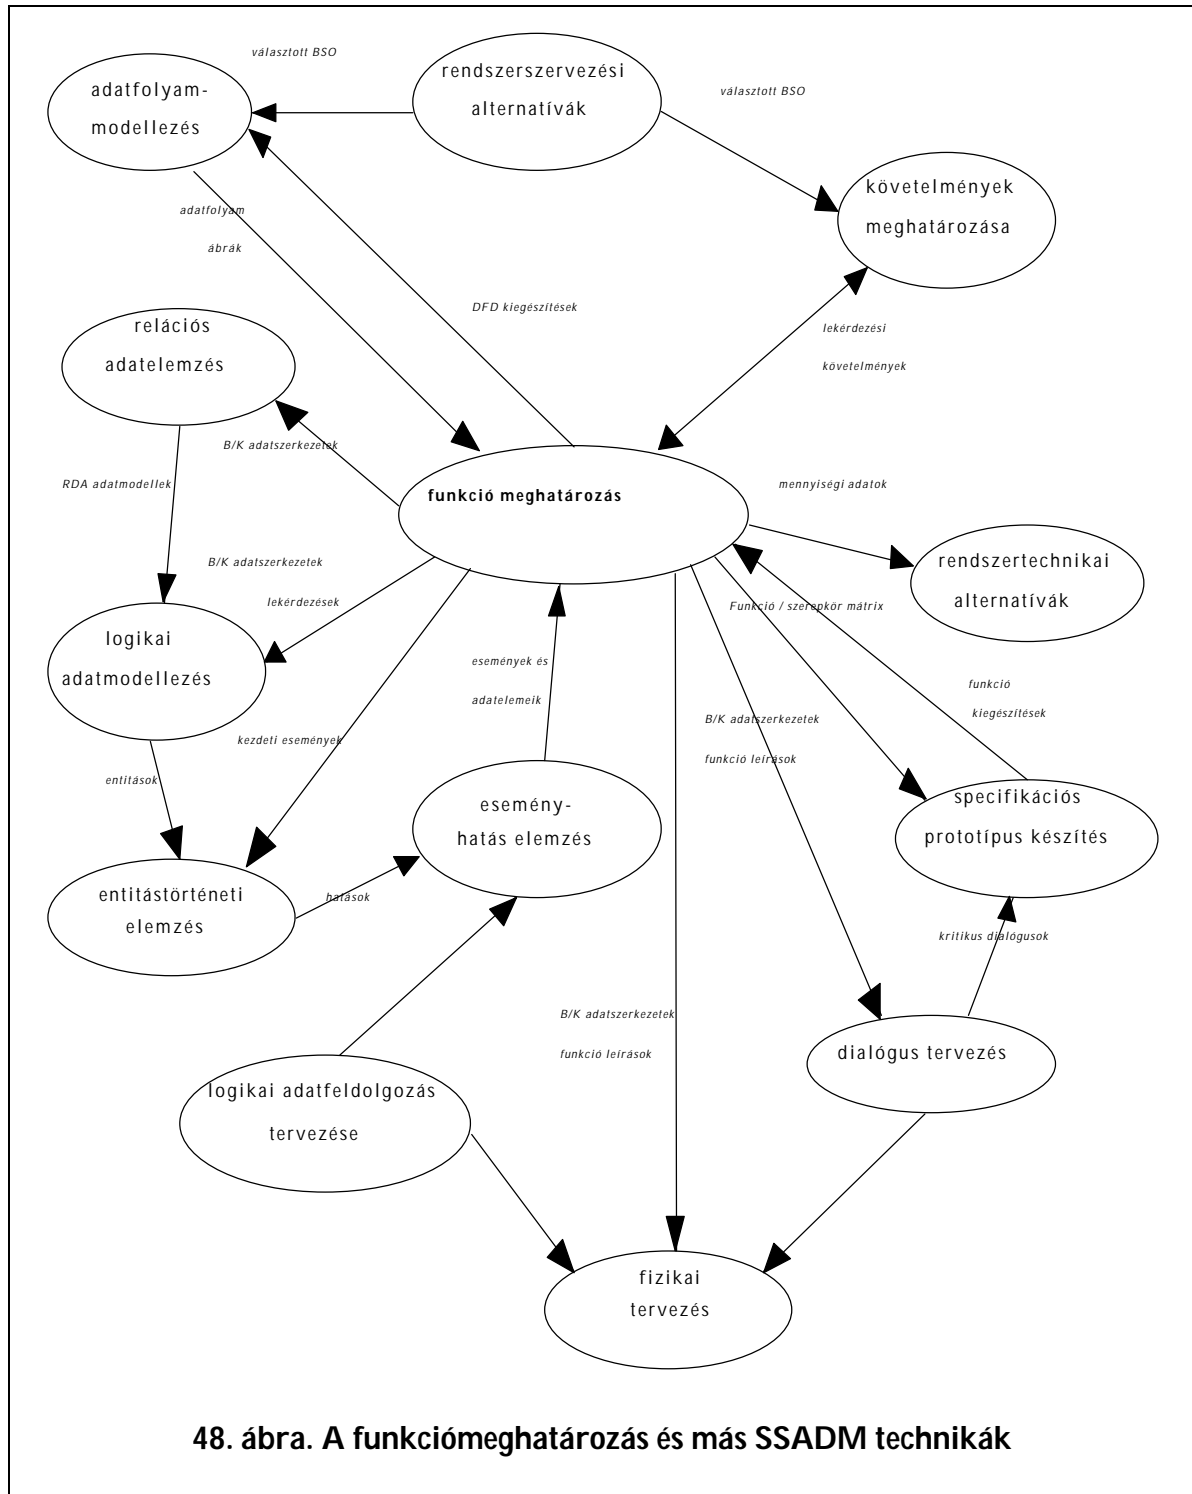 választott BSO
rendszerszervezési
alternatívák
adatfolyam-
modellezés
választott BSO
követelmények
meghatározása
adatfolyam
ábrák
DFD kiegészítések
relációs
adatelemzés
lekérdezési
követelmények
B/K adatszerkezetek
RDA adatmodellek
funkció meghatározás
mennyiségi adatok
rendszertechnikai
alternatívák
B/K adatszerkezetek
lekérdezések
Funkció / szerepkör mátrix
logikai
adatmodellezés
események és
adatelemeik
funkció
kiegészítések
B/K adatszerkezetek
funkció leírások
kezdeti események
entitások
esemény-
hatás elemzés
specifikációs
prototípus készítés
entitástörténeti
elemzés
hatások
kritikus dialógusok
B/K adatszerkezetek
funkció leírások
dialógus tervezés
logikai adatfeldolgozás
tervezése
fizikai
tervezés
48. ábra. A funkciómeghatározás és más SSADM technikák